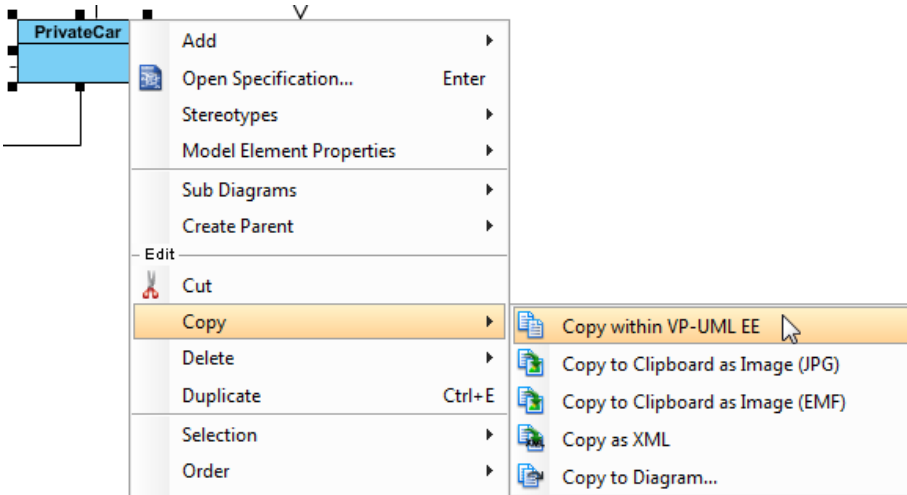 PrivateCar
Add
Open Specification... Enter
Stereotypes
Model Element Properties
Sub Diagrams
Create Parent
Edit
Cut
Copy
Delete
Duplicate Ctrl+E
Selection
Order
Copy within VP-UML EE
Copy to Clipboard as Image (JPG)
Copy to Clipboard as Image (EMF)
Copy as XML
Copy to Diagram...